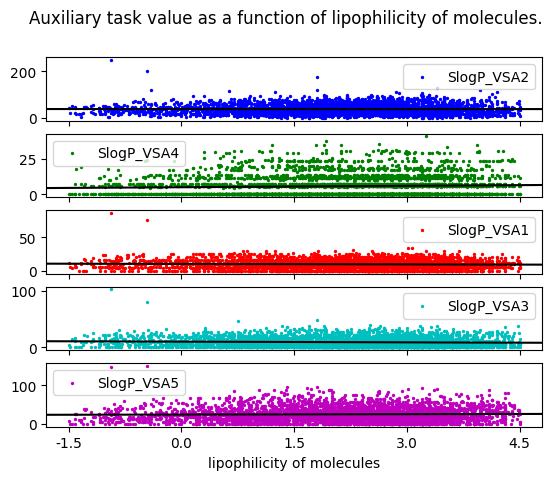 Auxiliary task value as a function of lipophilicity of molecules.
200
0
SlogP_VSA2
25
0
SlogP_VSA4
50
0
SlogP_VSA1
100
0
SlogP_VSA3
100
0
SlogP_VSA5
-1.5 0.0 1.5 3.0 4.5
lipophilicity of molecules